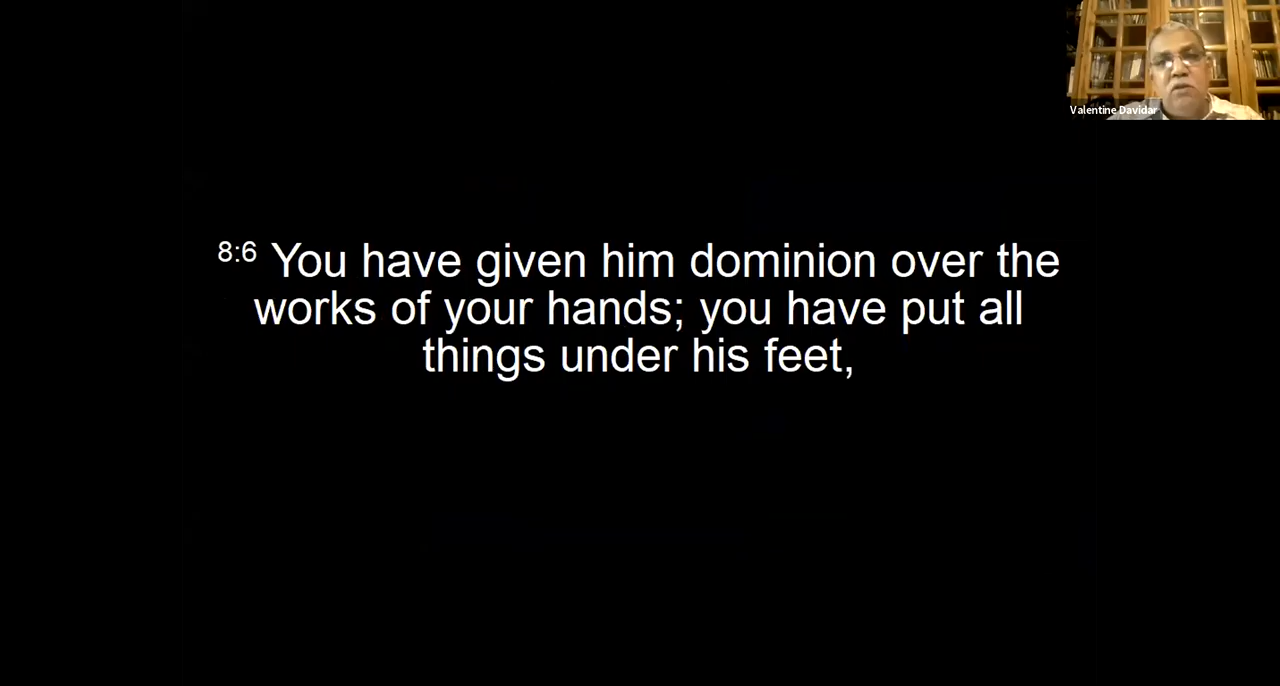 Valentine Davidar
8:6 You have given him dominion over the
works of your hands; you have put all
things under his feet,